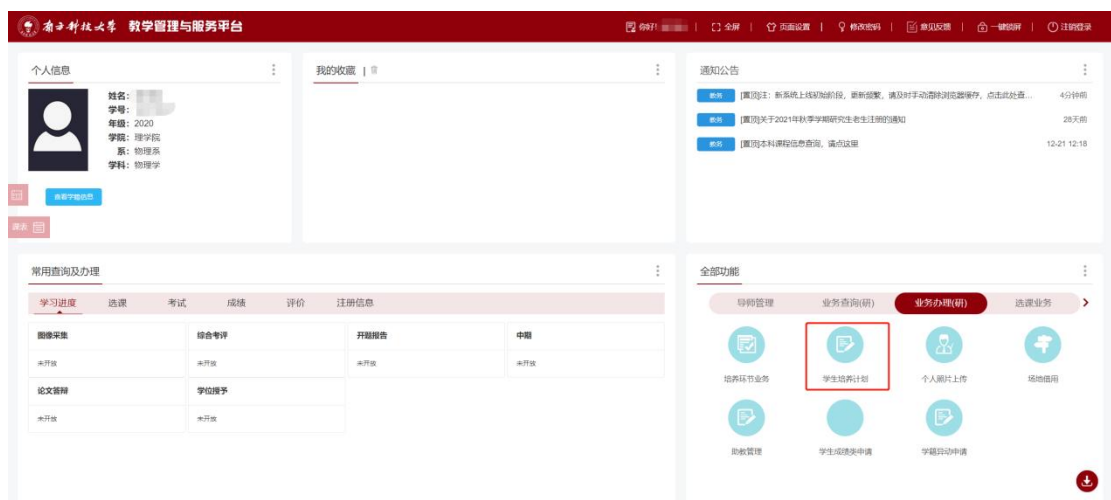 南方科技大学 教学管理与服务平台
你好! | 全屏 | 页面设置 | 修改密码 | 意见反馈 | 一键锁屏 | 注销登录
个人信息
姓名:
学号:
年级: 2020
学院: 理学院
系: 物理系
学科: 物理学
查看学籍信息
课表
我的收藏 |
通知公告
教务 [置顶]注:新系统上线初始阶段,更新频繁,请及时手动清除浏览器缓存,点击此处查... 4分钟前
教务 [置顶]关于2021年秋季学期研究生老生注册的通知 28天前
教务 [置顶]本科课程信息查询,请点这里 12-21 12:18
常用查询及办理
学习进度 选课 考试 成绩 评价 注册信息
图像采集 综合考评 开题报告 中期
未开放 未开放 未开放 未开放
论文答辩 学位授予
未开放 未开放
全部功能
导师管理 业务查询(研) 业务办理(研) 选课业务
培养环节业务 学生培养计划 个人照片上传 场地借用
助教管理 学生成绩类申请 学籍异动申请